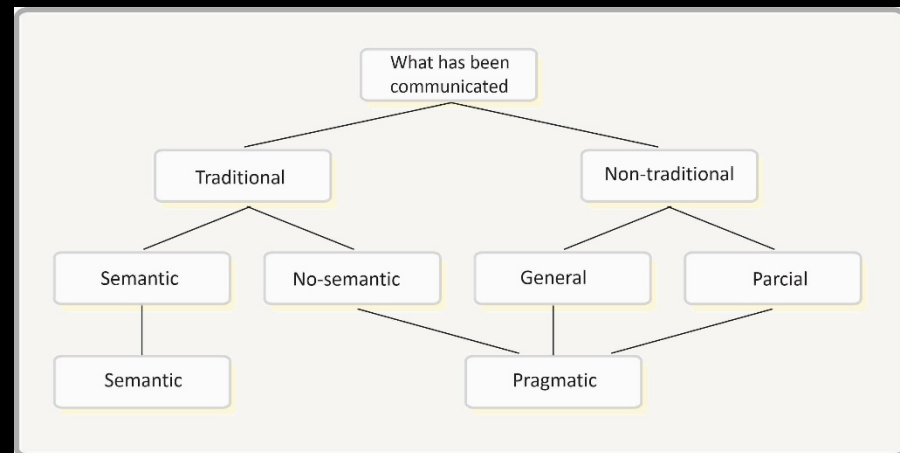 What has been
communicated
Traditional
Non-traditional
Semantic
No-semantic
General
Parcial
Semantic
Pragmatic